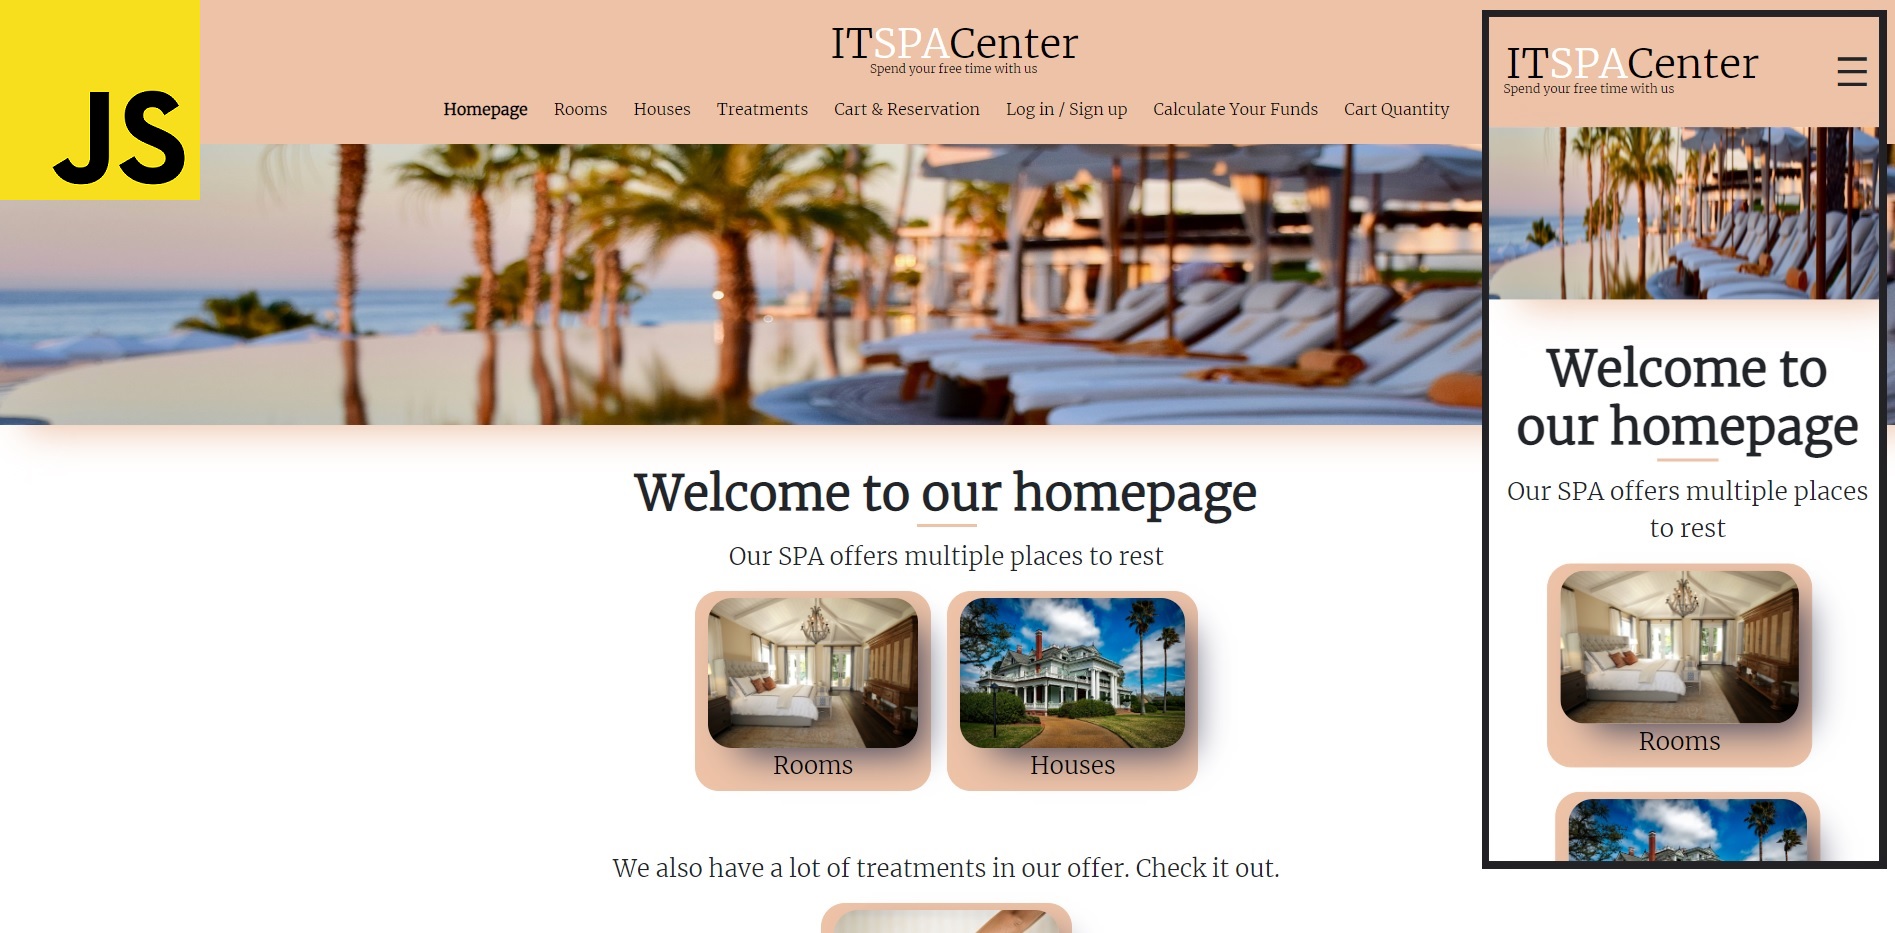 JS
ITSPACenter
Spend your free time with us
Homepage Rooms Houses Treatments Cart & Reservation Log in / Sign up Calculate Your Funds Cart Quantity
Welcome to our homepage
Our SPA offers multiple places to rest
Rooms Houses
We also have a lot of treatments in our offer. Check it out.
ITSPACenter
Spend your free time with us
Welcome to
our homepage
Our SPA offers multiple places
to rest
Rooms